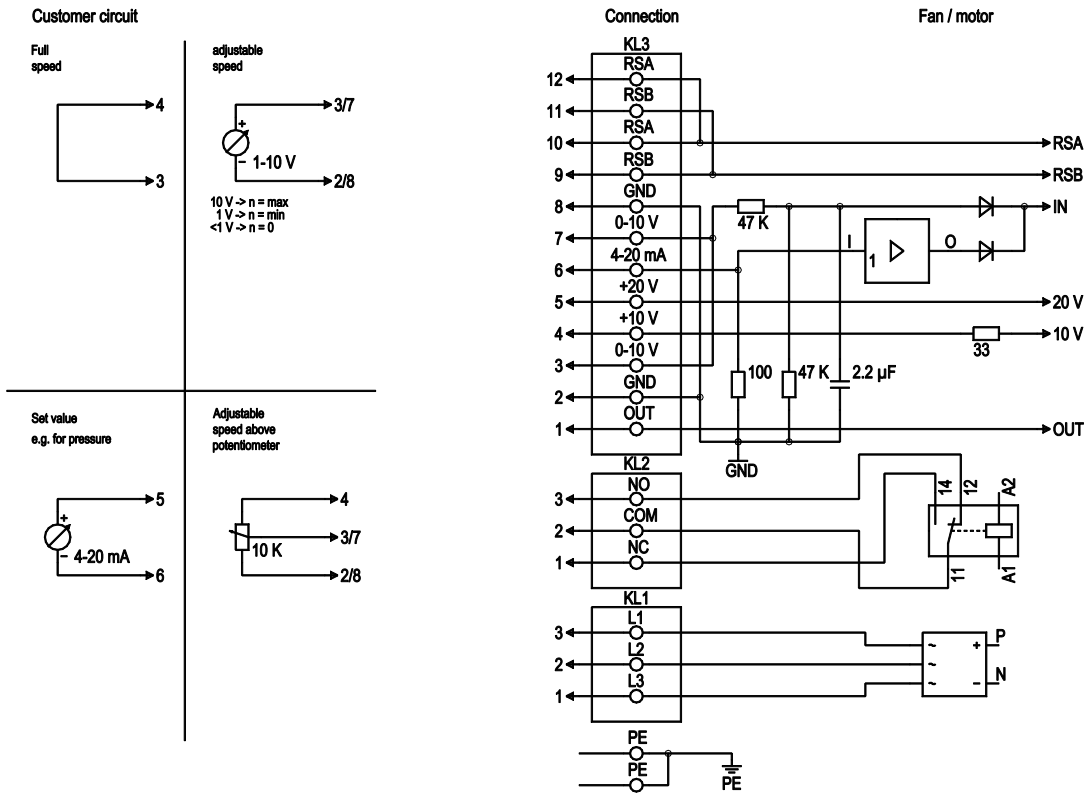 Customer circuit
Connection
Fan / motor
Full
speed
4
3
adjustable
speed
3/7
+
1-10 V
−
2/8
10 V -> n = max
1 V -> n = min
<1 V -> n = 0
Set value
e.g. for pressure
5
+
4-20 mA
−
6
Adjustable
speed above
potentiometer
4
3/7
10 K
2/8
KL3
12 RSA
11 RSB
10 RSA RSA
9 RSB RSB
8 GND IN
47 K
7 0-10 V
I 1 O
6 4-20 mA
5 +20 V 20 V
4 +10 V 10 V
33
3 0-10 V
100 47 K 2.2 µF
2 GND
1 OUT OUT
GND
KL2
3 NO
2 COM
1 NC
14 12 A2
11 A1
KL1
3 L1
2 L2
1 L3
~ + P
~
~ − N
PE
PE
PE